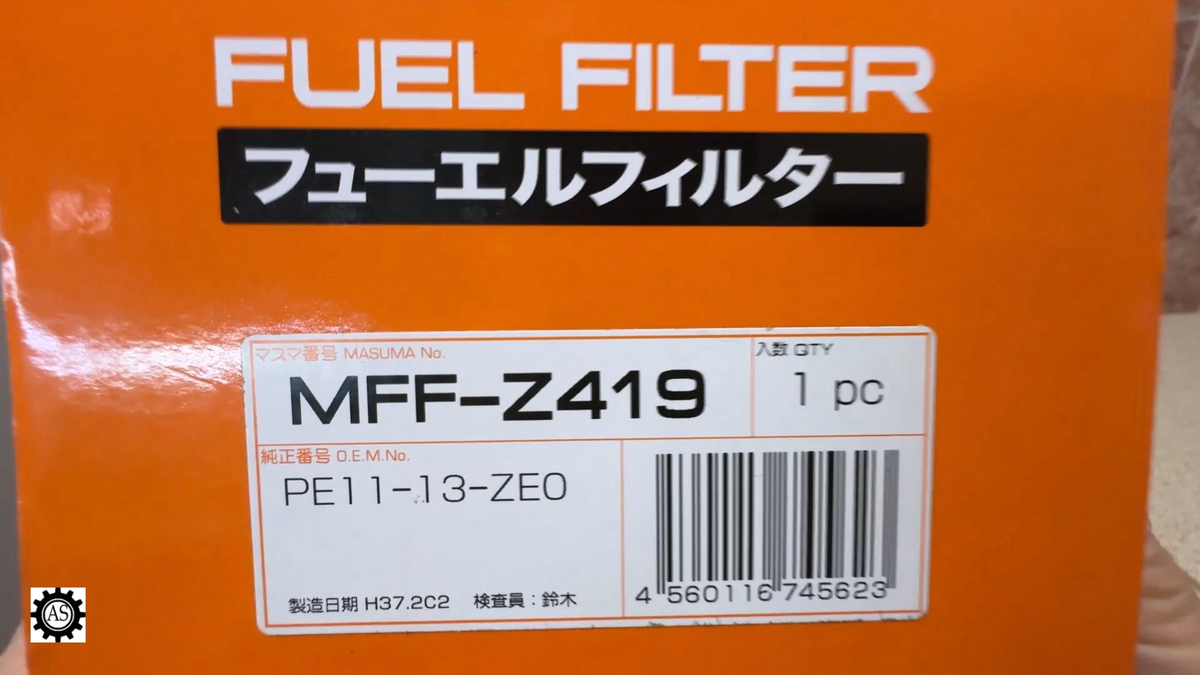 FUEL FILTER
フューエルフィルター
マスマ番号 MASUMA No.
MFF-Z419
入数 QTY
1 pc
純正番号 O.E.M.No.
PE11-13-ZE0
製造日期 H37.2C2 検査員：鈴木
4 560116 745623
AS